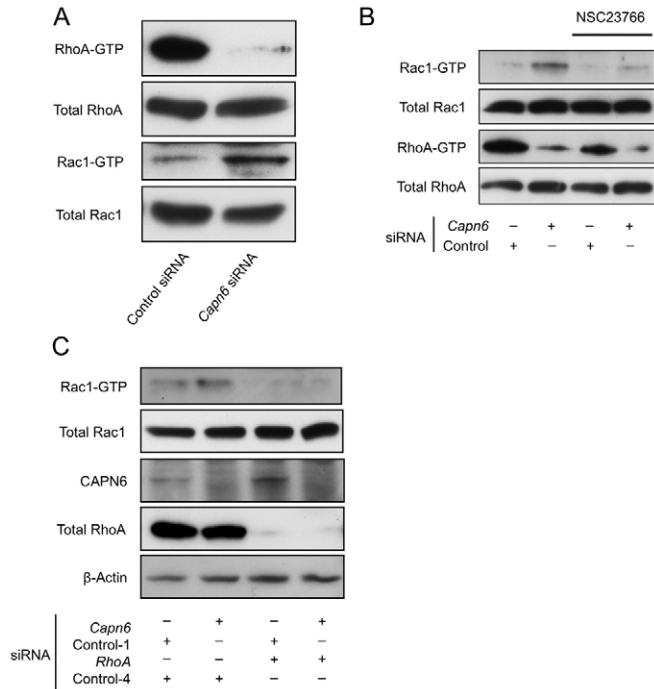 A
RhoA-GTP
Total RhoA
Rac1-GTP
Total Rac1
Control siRNA
Capn6 siRNA
B
NSC23766
Rac1-GTP
Total Rac1
RhoA-GTP
Total RhoA
siRNA
Capn6 – + – +
Control + – + –
C
Rac1-GTP
Total Rac1
CAPN6
Total RhoA
β-Actin
siRNA
Capn6 – + – +
Control-1 + – + –
RhoA – – + +
Control-4 + + – –